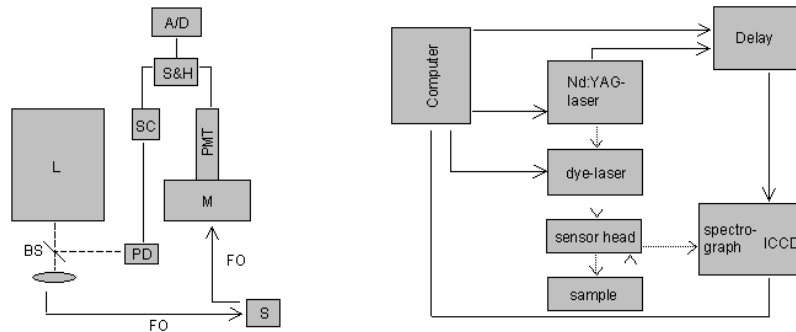 A/D
S&H
SC
PMT
L
M
BS
PD
FO
S
FO
Computer
Nd:YAG-
laser
Delay
dye-laser
sensor head
spectro-
graph
ICCD
sample